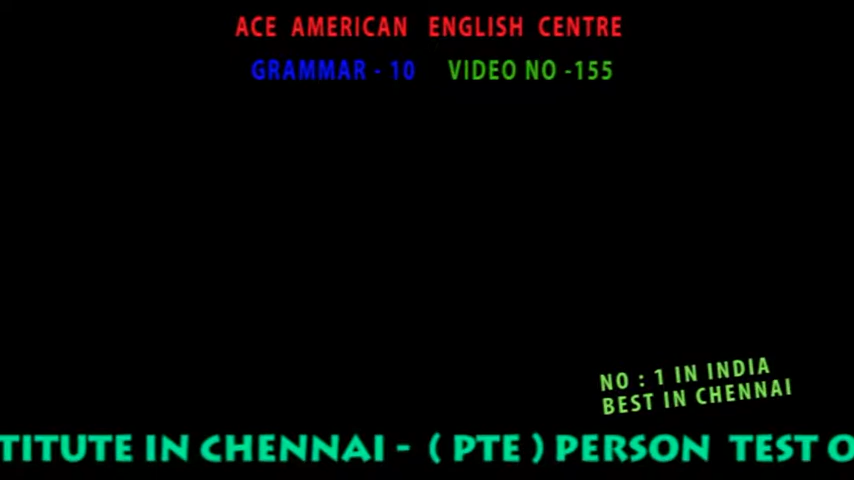 ACE AMERICAN ENGLISH CENTRE
GRAMMAR - 10 VIDEO NO -155
NO : 1 IN INDIA
BEST IN CHENNAI
TITUTE IN CHENNAI - ( PTE ) PERSON TEST O